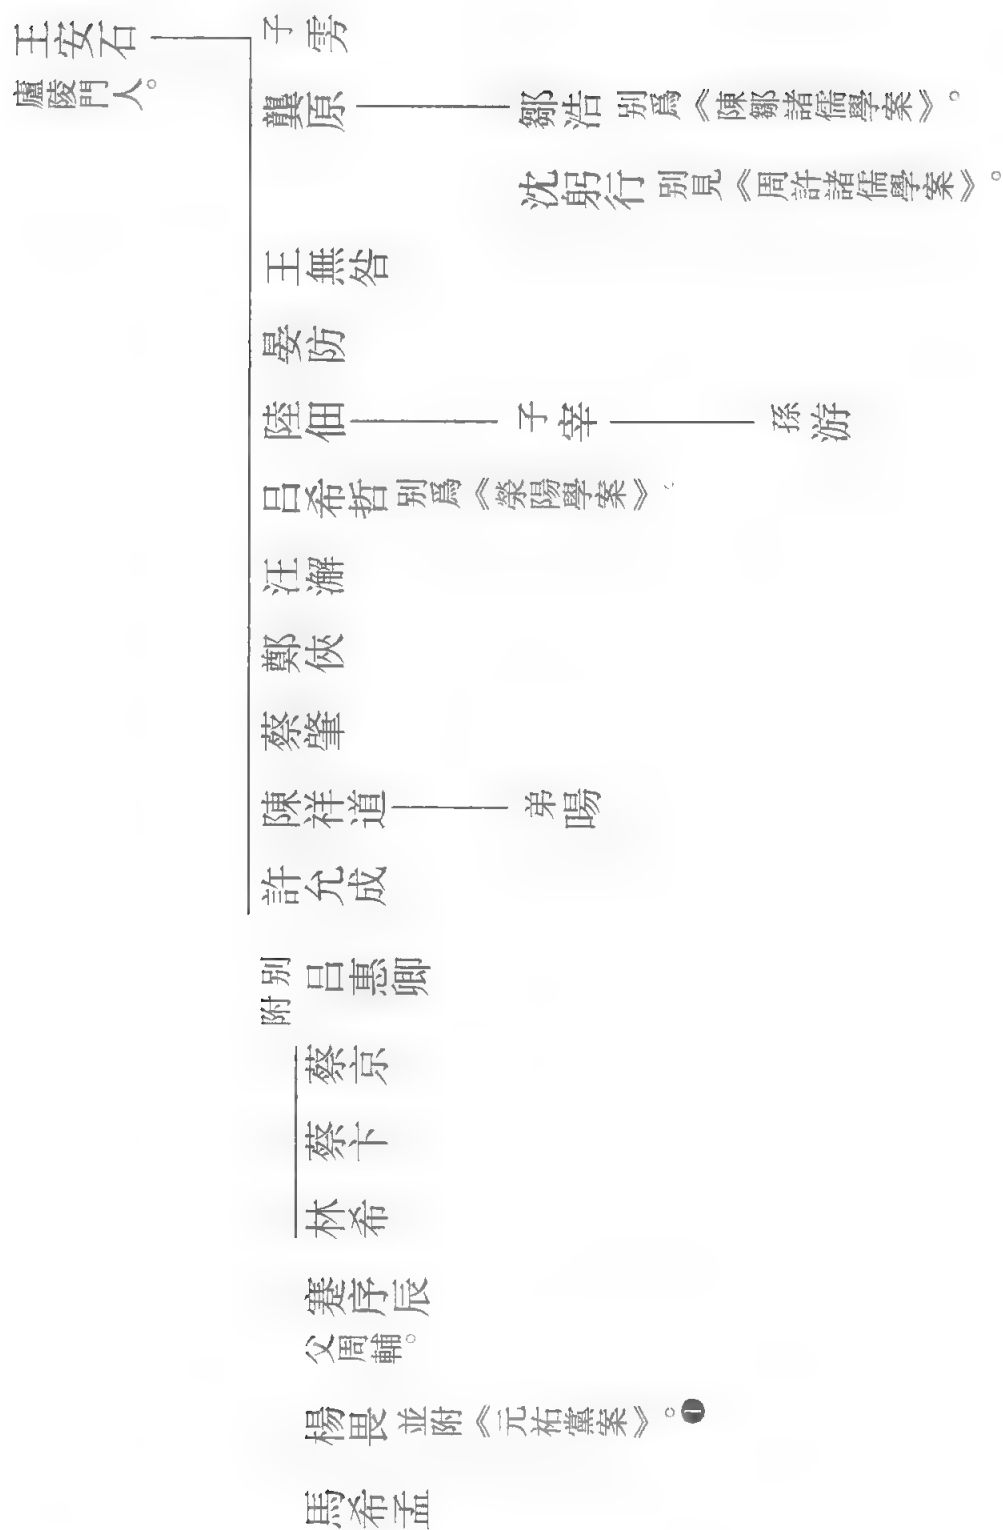 王安石
廬陵門人。
子雱
龔原
鄒浩 別爲《陳鄒諸儒學案》。
沈躬行 別見《周許諸儒學案》。
王無咎
晏防
陸佃
子宰
孫游
呂希哲 别爲《滎陽學案》。
汪澥
鄭俠
蔡肇
陳祥道
弟暘
許允成
附别 呂惠卿
蔡京
蔡卞
林希
蹇序辰
父周輔。
楊畏 並附《元祐黨案》。❶
馬希孟